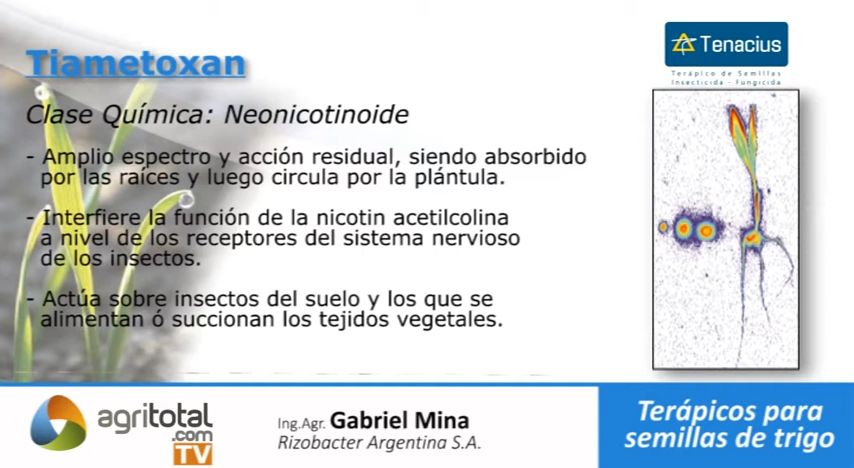 Tenacius
Terápico de Semillas
Insecticida - Fungicida
Tiametoxan
Clase Química: Neonicotinoide
- Amplio espectro y acción residual, siendo absorbido
por las raíces y luego circula por la plántula.
- Interfiere la función de la nicotin acetilcolina
a nivel de los receptores del sistema nervioso
de los insectos.
- Actúa sobre insectos del suelo y los que se
alimentan ó succionan los tejidos vegetales.
agritotal
.com
TV
Ing.Agr. Gabriel Mina
Rizobacter Argentina S.A.
Terápicos para
semillas de trigo